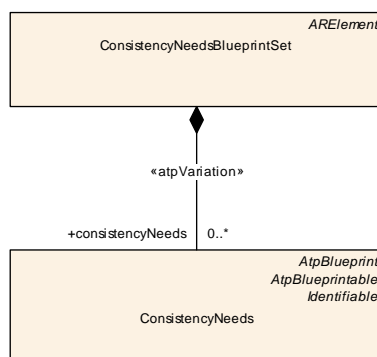 ARElement
ConsistencyNeedsBlueprintSet
«atpVariation»
+consistencyNeeds 0..*
AtpBlueprint
AtpBlueprintable
Identifiable
ConsistencyNeeds